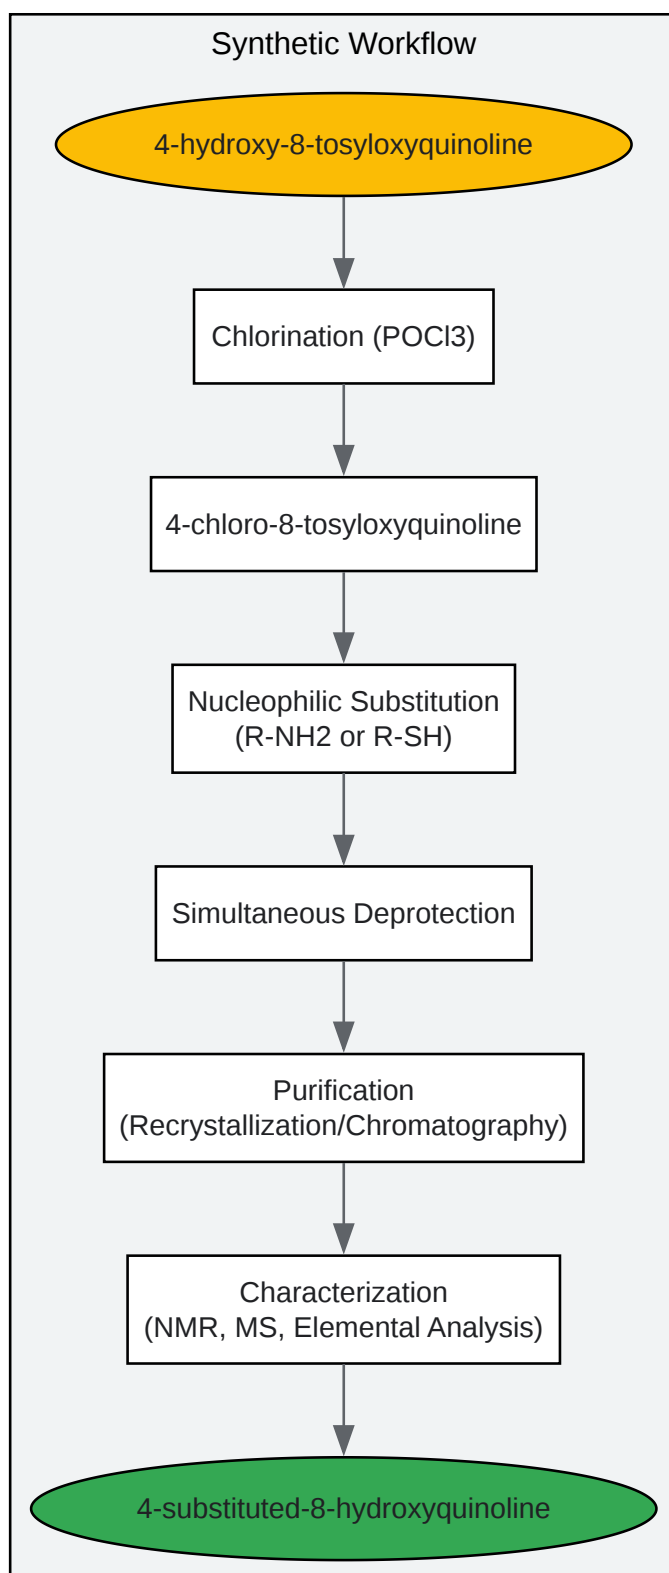 Synthetic Workflow
4-hydroxy-8-tosyloxyquinoline
Chlorination (POCl3)
4-chloro-8-tosyloxyquinoline
Nucleophilic Substitution
(R-NH2 or R-SH)
Simultaneous Deprotection
Purification
(Recrystallization/Chromatography)
Characterization
(NMR, MS, Elemental Analysis)
4-substituted-8-hydroxyquinoline